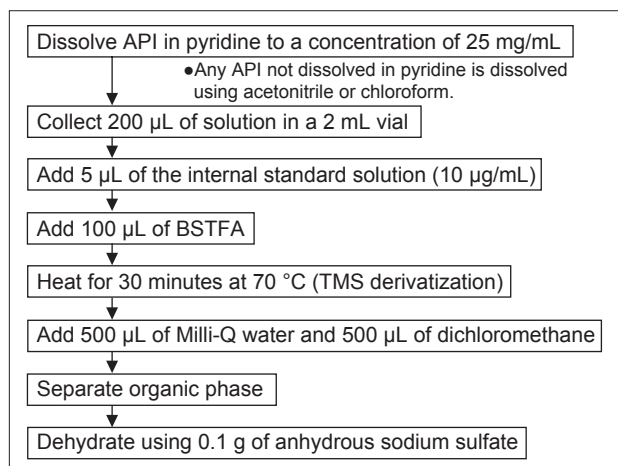 Dissolve API in pyridine to a concentration of 25 mg/mL
●Any API not dissolved in pyridine is dissolved
using acetonitrile or chloroform.
Collect 200 µL of solution in a 2 mL vial
Add 5 µL of the internal standard solution (10 µg/mL)
Add 100 µL of BSTFA
Heat for 30 minutes at 70 °C (TMS derivatization)
Add 500 µL of Milli-Q water and 500 µL of dichloromethane
Separate organic phase
Dehydrate using 0.1 g of anhydrous sodium sulfate